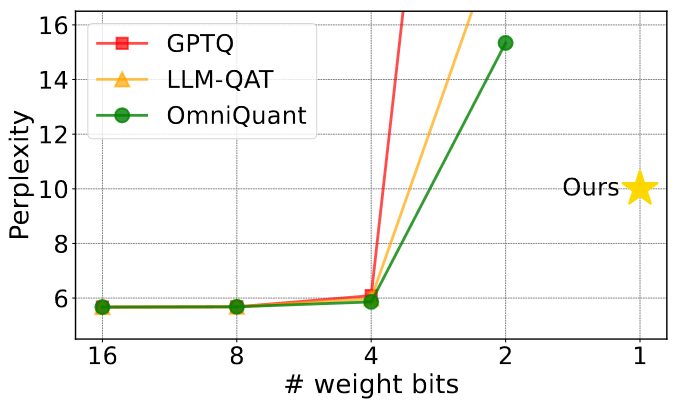 16
14
12
10
8
6
Perplexity
GPTQ
LLM-QAT
OmniQuant
Ours
16 8 4 2 1
# weight bits